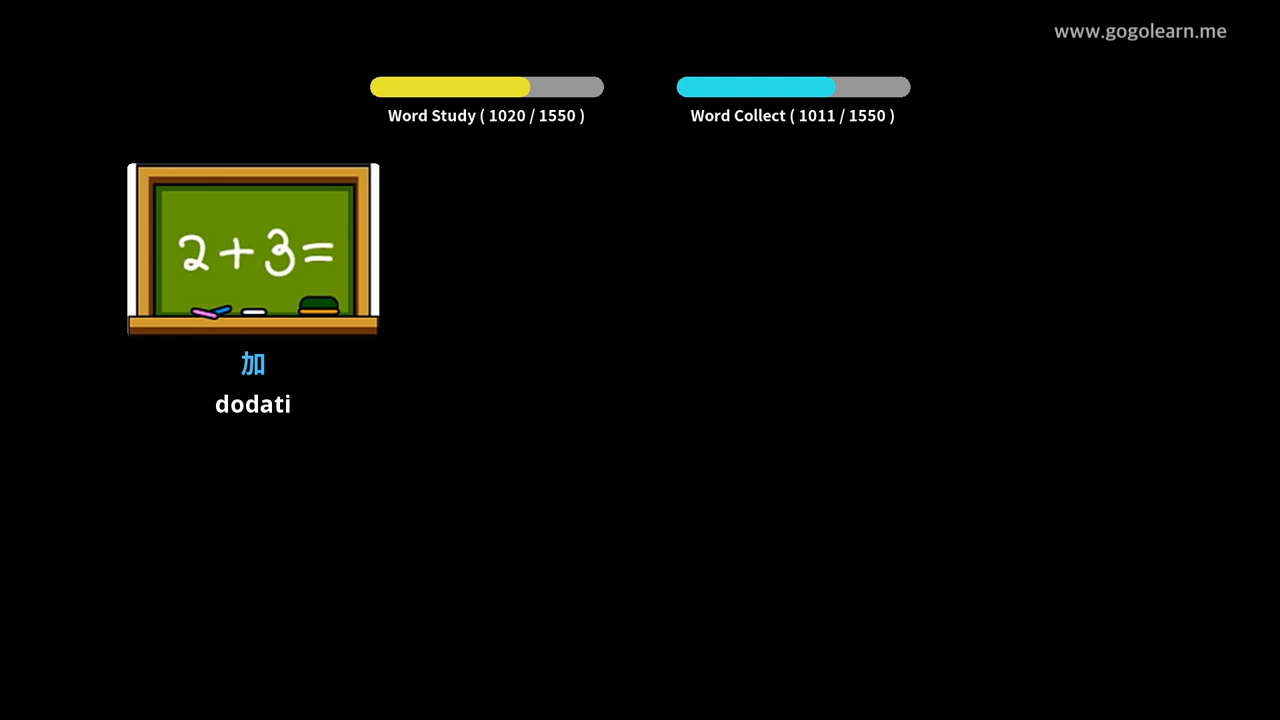 www.gogolearn.me
Word Study ( 1020 / 1550 )
Word Collect ( 1011 / 1550 )
2+3=
加
dodati